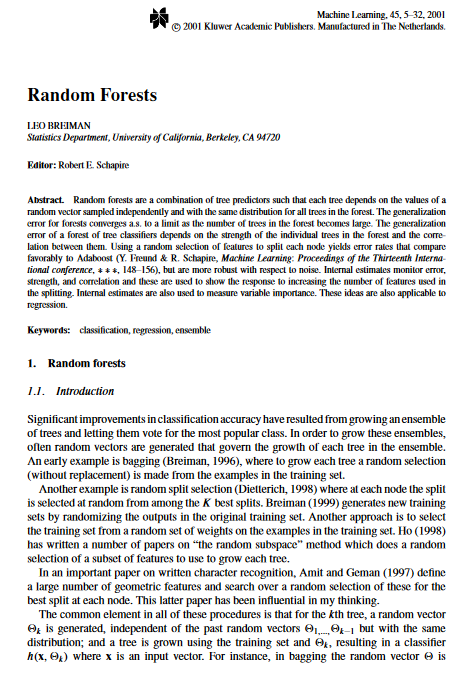 Machine Learning, 45, 5–32, 2001
© 2001 Kluwer Academic Publishers. Manufactured in The Netherlands.
Random Forests
LEO BREIMAN
Statistics Department, University of California, Berkeley, CA 94720
Editor: Robert E. Schapire
Abstract. Random forests are a combination of tree predictors such that each tree depends on the values of a
random vector sampled independently and with the same distribution for all trees in the forest. The generalization
error for forests converges a.s. to a limit as the number of trees in the forest becomes large. The generalization
error of a forest of tree classifiers depends on the strength of the individual trees in the forest and the corre-
lation between them. Using a random selection of features to split each node yields error rates that compare
favorably to Adaboost (Y. Freund & R. Schapire, Machine Learning: Proceedings of the Thirteenth Interna-
tional conference, ∗ ∗ ∗, 148–156), but are more robust with respect to noise. Internal estimates monitor error,
strength, and correlation and these are used to show the response to increasing the number of features used in
the splitting. Internal estimates are also used to measure variable importance. These ideas are also applicable to
regression.
Keywords: classification, regression, ensemble
1. Random forests
1.1. Introduction
Significant improvements in classification accuracy have resulted from growing an ensemble
of trees and letting them vote for the most popular class. In order to grow these ensembles,
often random vectors are generated that govern the growth of each tree in the ensemble.
An early example is bagging (Breiman, 1996), where to grow each tree a random selection
(without replacement) is made from the examples in the training set.
Another example is random split selection (Dietterich, 1998) where at each node the split
is selected at random from among the K best splits. Breiman (1999) generates new training
sets by randomizing the outputs in the original training set. Another approach is to select
the training set from a random set of weights on the examples in the training set. Ho (1998)
has written a number of papers on “the random subspace” method which does a random
selection of a subset of features to use to grow each tree.
In an important paper on written character recognition, Amit and Geman (1997) define
a large number of geometric features and search over a random selection of these for the
best split at each node. This latter paper has been influential in my thinking.
The common element in all of these procedures is that for the kth tree, a random vector
Θk is generated, independent of the past random vectors Θ1,...,Θk−1 but with the same
distribution; and a tree is grown using the training set and Θk, resulting in a classifier
h(x, Θk) where x is an input vector. For instance, in bagging the random vector Θ is